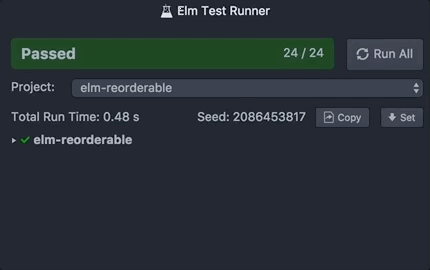 Elm Test Runner
Passed 24 / 24 Run All
Project: elm-reorderable
Total Run Time: 0.48 s Seed: 2086453817 Copy Set
elm-reorderable